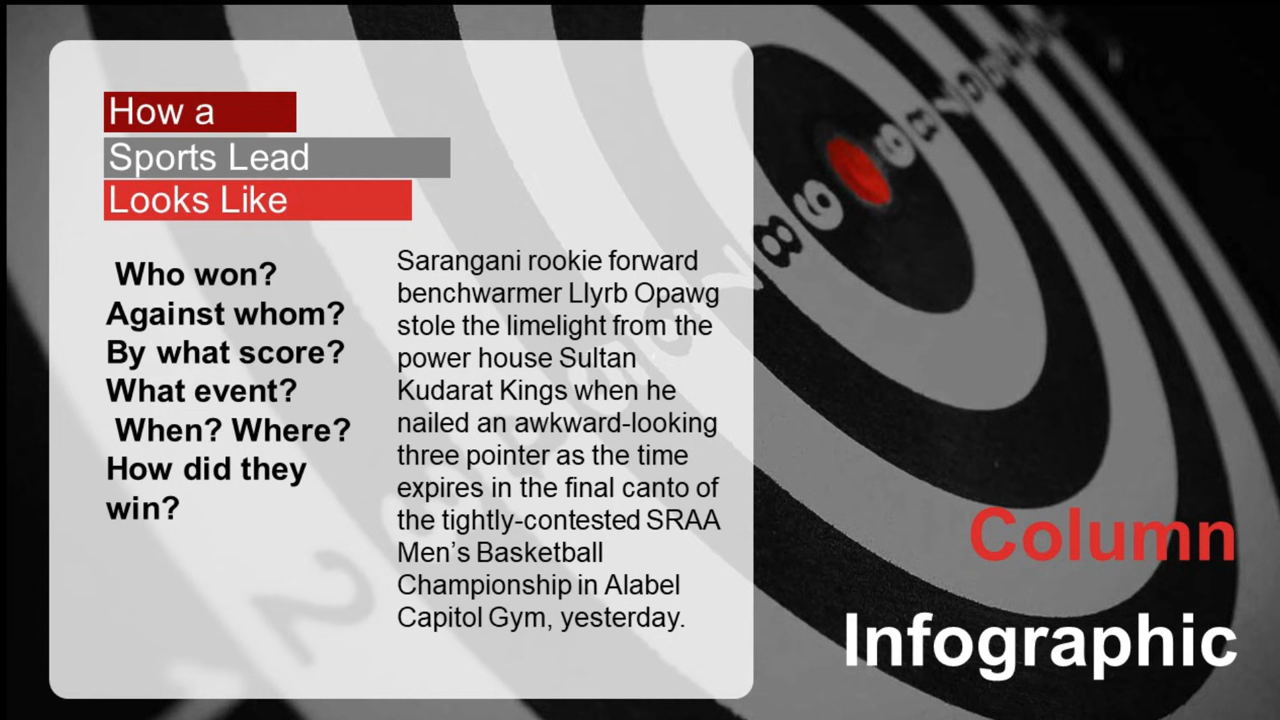 How a
Sports Lead
Looks Like
Who won?
Against whom?
By what score?
What event?
When? Where?
How did they
win?
Sarangani rookie forward
benchwarmer Llyrb Opawg
stole the limelight from the
power house Sultan
Kudarat Kings when he
nailed an awkward-looking
three pointer as the time
expires in the final canto of
the tightly-contested SRAA
Men’s Basketball
Championship in Alabel
Capitol Gym, yesterday.
Column
Infographic